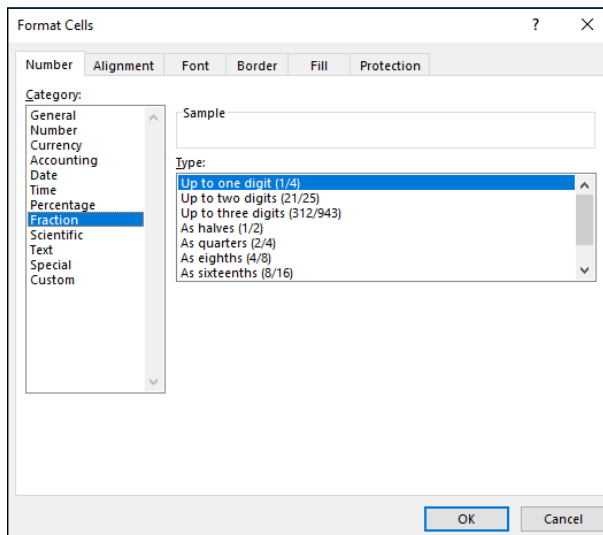 Format Cells ? ×
Number Alignment Font Border Fill Protection
Category:
General
Number
Currency
Accounting
Date
Time
Percentage
Fraction
Scientific
Text
Special
Custom
Sample
Type:
Up to one digit (1/4)
Up to two digits (21/25)
Up to three digits (312/943)
As halves (1/2)
As quarters (2/4)
As eighths (4/8)
As sixteenths (8/16)
OK Cancel